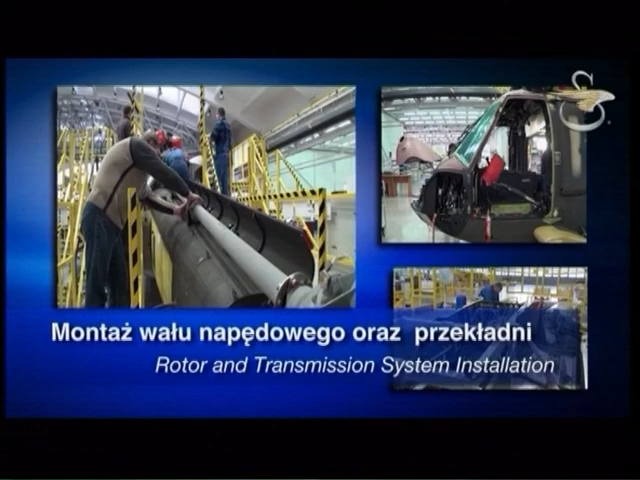 Montaż wału napędowego oraz przekładni
Rotor and Transmission System Installation